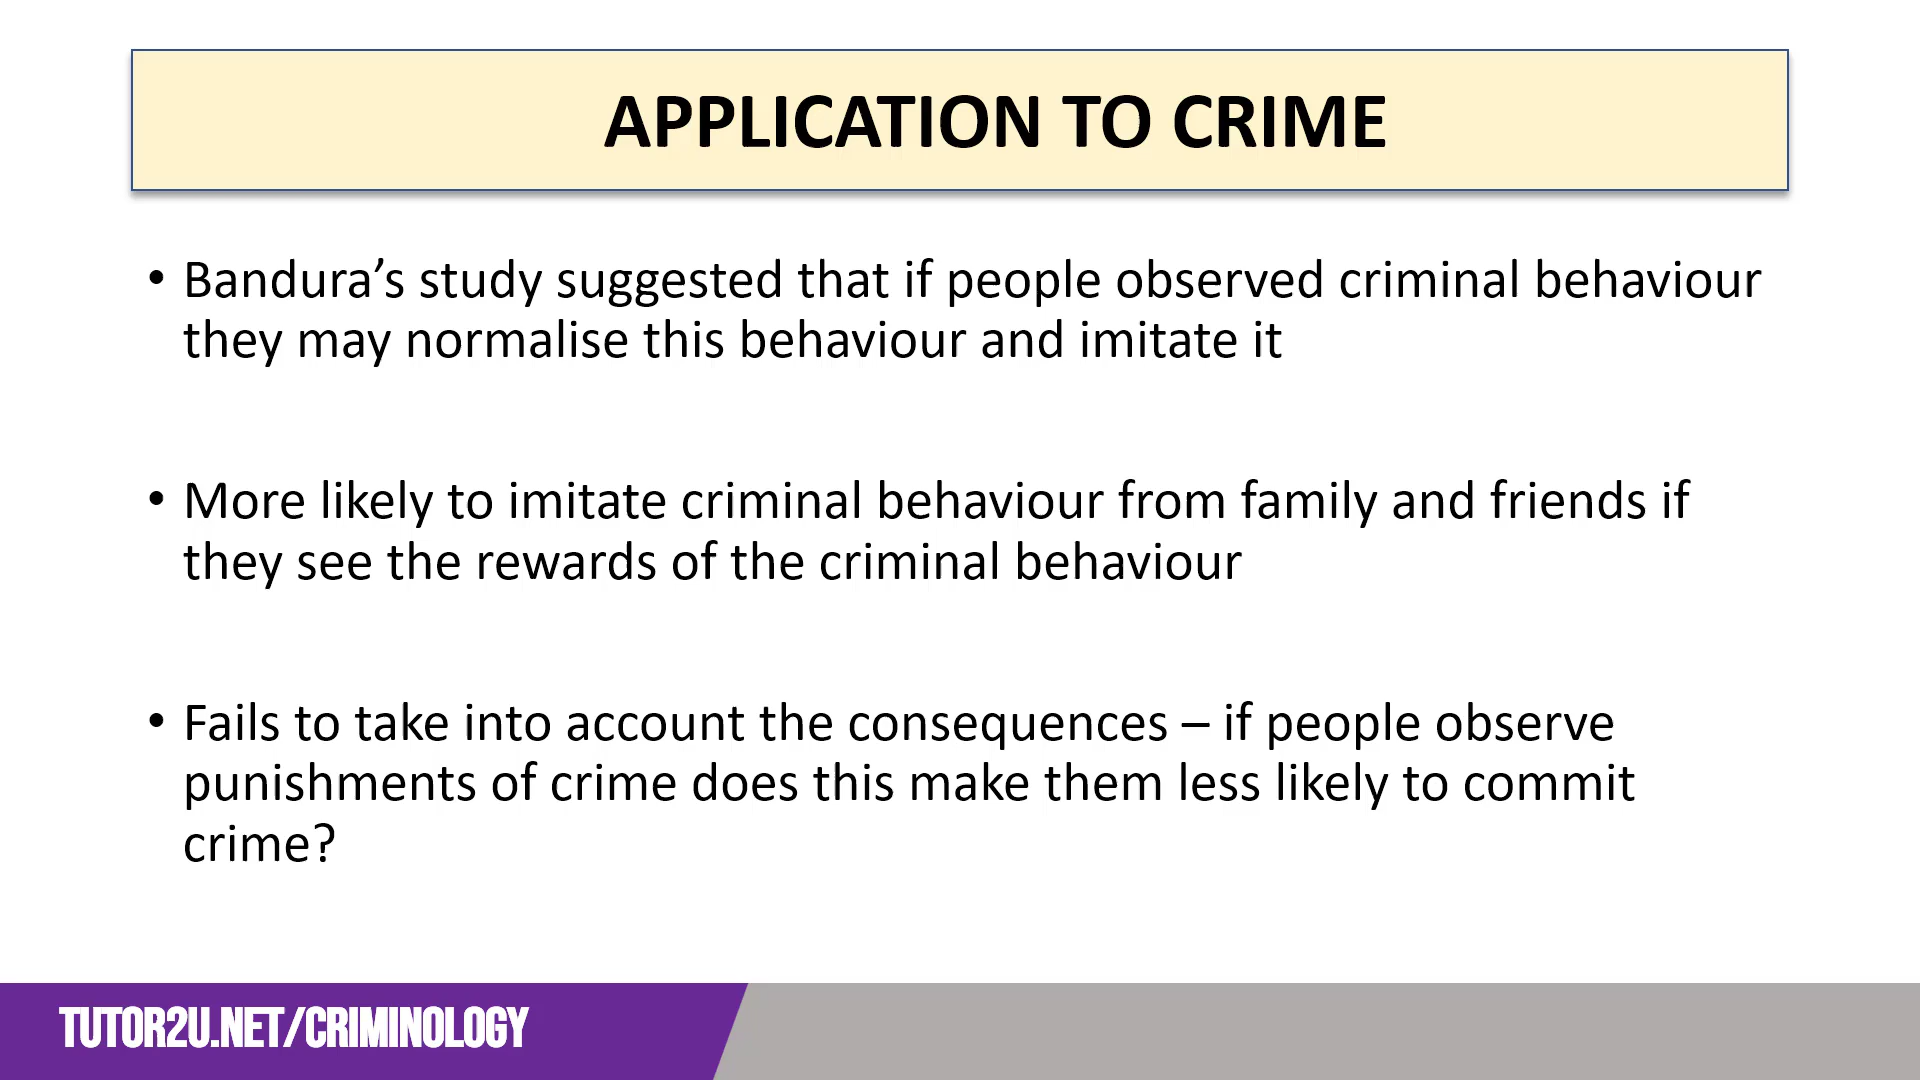 APPLICATION TO CRIME
• Bandura’s study suggested that if people observed criminal behaviour
they may normalise this behaviour and imitate it
• More likely to imitate criminal behaviour from family and friends if
they see the rewards of the criminal behaviour
• Fails to take into account the consequences – if people observe
punishments of crime does this make them less likely to commit
crime?
TUTOR2U.NET/CRIMINOLOGY